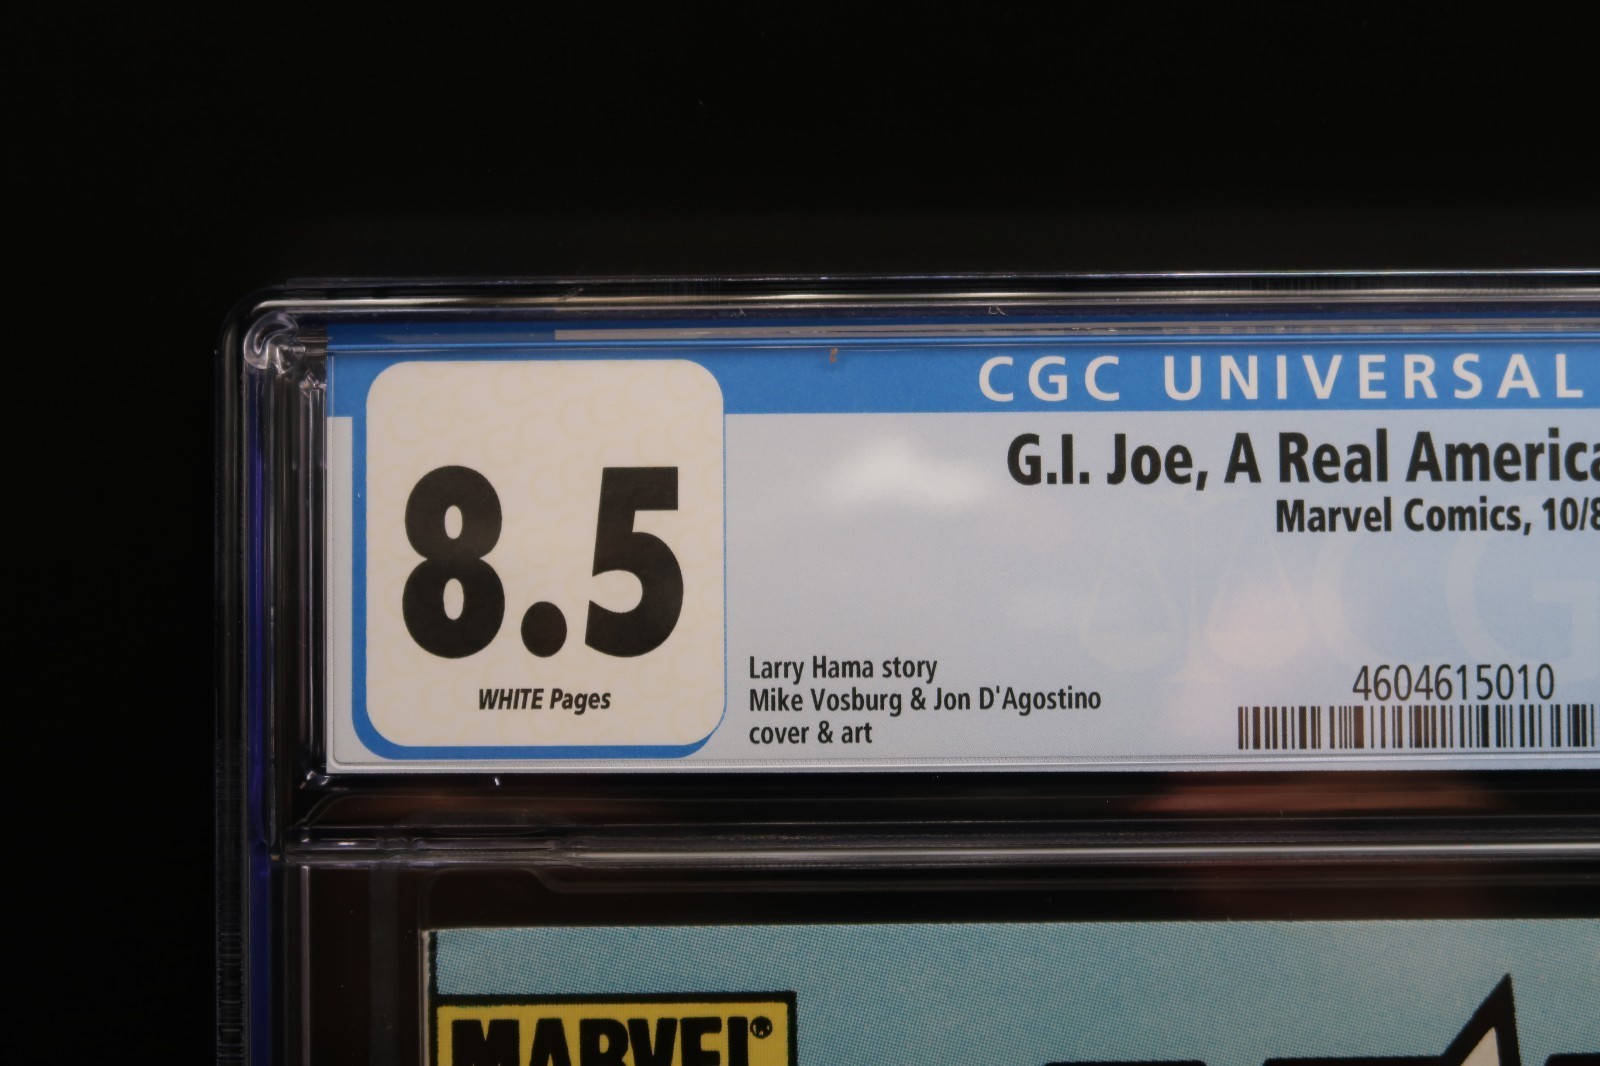 CGC UNIVERSAL
8.5
WHITE Pages
G.I. Joe, A Real America
Marvel Comics, 10/8
Larry Hama story
Mike Vosburg & Jon D'Agostino
cover & art
4604615010
MARVEL®